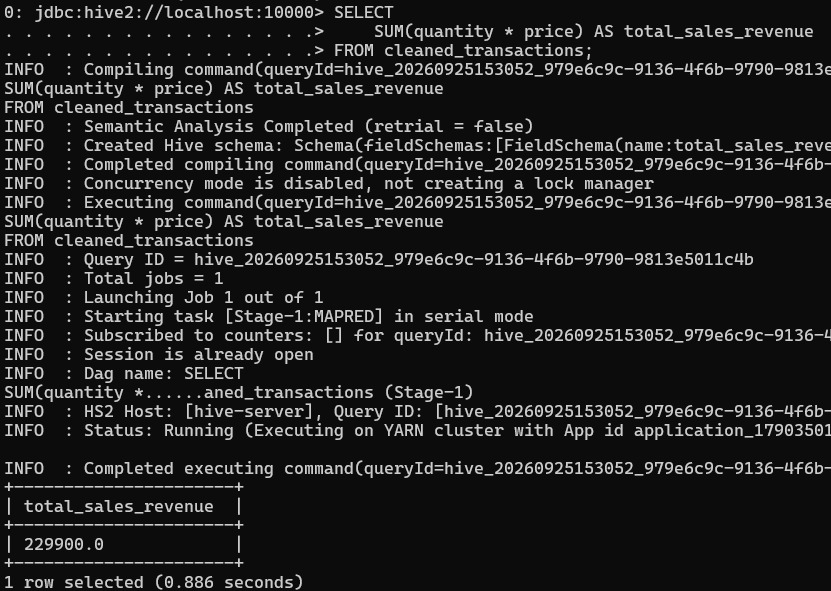 0: jdbc:hive2://localhost:10000> SELECT
. . . . . . . . . . . . . . . .>     SUM(quantity * price) AS total_sales_revenue
. . . . . . . . . . . . . . . .> FROM cleaned_transactions;
INFO  : Compiling command(queryId=hive_20260925153052_979e6c9c-9136-4f6b-9790-9813e
SUM(quantity * price) AS total_sales_revenue
FROM cleaned_transactions
INFO  : Semantic Analysis Completed (retrial = false)
INFO  : Created Hive schema: Schema(fieldSchemas:[FieldSchema(name:total_sales_reve
INFO  : Completed compiling command(queryId=hive_20260925153052_979e6c9c-9136-4f6b-
INFO  : Concurrency mode is disabled, not creating a lock manager
INFO  : Executing command(queryId=hive_20260925153052_979e6c9c-9136-4f6b-9790-9813e
SUM(quantity * price) AS total_sales_revenue
FROM cleaned_transactions
INFO  : Query ID = hive_20260925153052_979e6c9c-9136-4f6b-9790-9813e5011c4b
INFO  : Total jobs = 1
INFO  : Launching Job 1 out of 1
INFO  : Starting task [Stage-1:MAPRED] in serial mode
INFO  : Subscribed to counters: [] for queryId: hive_20260925153052_979e6c9c-9136-4
INFO  : Session is already open
INFO  : Dag name: SELECT
SUM(quantity *......aned_transactions (Stage-1)
INFO  : HS2 Host: [hive-server], Query ID: [hive_20260925153052_979e6c9c-9136-4f6b-
INFO  : Status: Running (Executing on YARN cluster with App id application_17903501
INFO  : Completed executing command(queryId=hive_20260925153052_979e6c9c-9136-4f6b-
+----------------------+
| total_sales_revenue  |
+----------------------+
| 229900.0             |
+----------------------+
1 row selected (0.886 seconds)